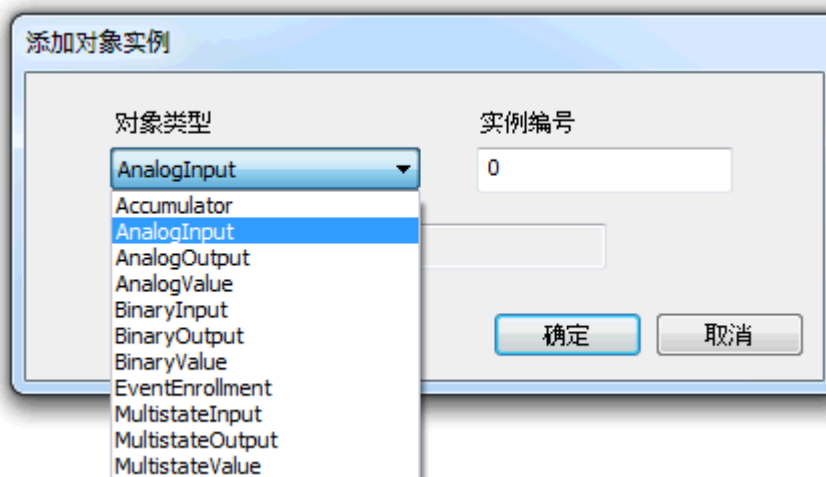 添加对象实例
对象类型
实例编号
AnalogInput
0
Accumulator
AnalogInput
AnalogOutput
AnalogValue
BinaryInput
BinaryOutput
BinaryValue
EventEnrollment
MultistateInput
MultistateOutput
MultistateValue
确定
取消